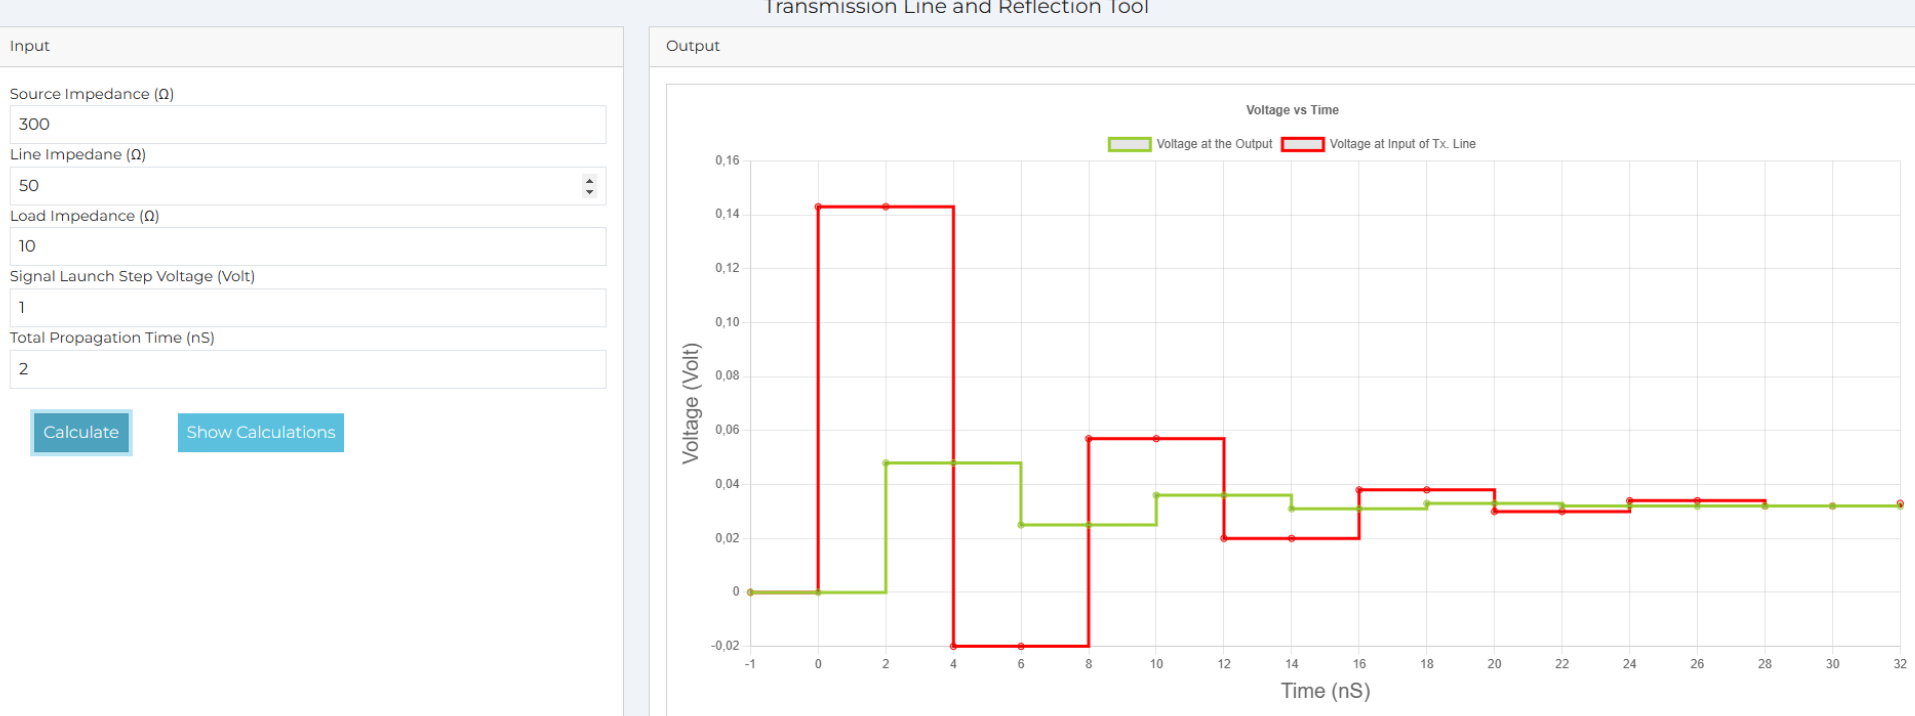 Transmission Line and Reflection Tool
Input
Source Impedance (Ω)
300
Line Impedane (Ω)
50
Load Impedance (Ω)
10
Signal Launch Step Voltage (Volt)
1
Total Propagation Time (nS)
2
Calculate
Show Calculations
Output
Voltage vs Time
Voltage at the Output
Voltage at Input of Tx. Line
Voltage (Volt)
0,16
0,14
0,12
0,10
0,08
0,06
0,04
0,02
0
-0,02
-1 0 2 4 6 8 10 12 14 16 18 20 22 24 26 28 30 32
Time (nS)